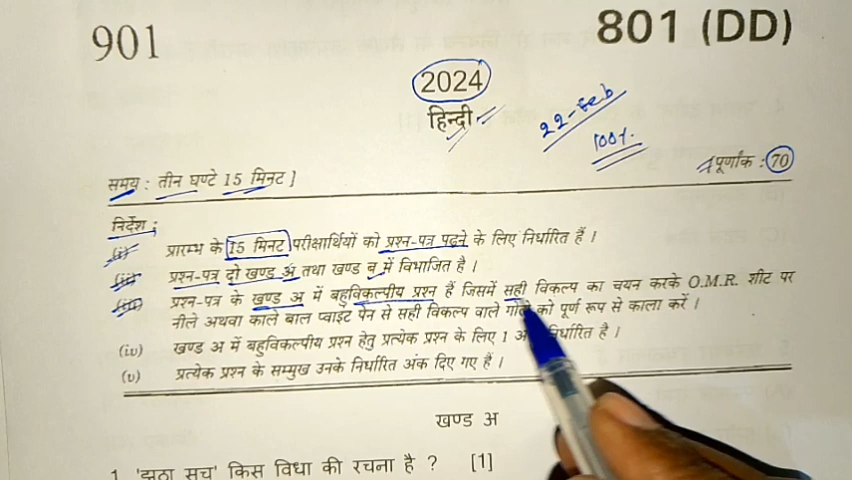 901
801 (DD)
2024
हिन्दी
22-Feb
100%
समय : तीन घण्टे 15 मिनट ]
पूर्णांक : 70
निर्देश :
(i) प्रारम्भ के 15 मिनट परीक्षार्थियों को प्रश्न-पत्र पढ़ने के लिए निर्धारित हैं ।
(ii) प्रश्न-पत्र दो खण्ड अ तथा खण्ड ब में विभाजित है ।
(iii) प्रश्न-पत्र के खण्ड अ में बहुविकल्पीय प्रश्न हैं जिसमें सही विकल्प का चयन करके O.M.R. शीट पर
नीले अथवा काले बाल प्वाइंट पेन से सही विकल्प वाले गोले को पूर्ण रूप से काला करें ।
(iv) खण्ड अ में बहुविकल्पीय प्रश्न हेतु प्रत्येक प्रश्न के लिए 1 निर्धारित है ।
(v) प्रत्येक प्रश्न के सम्मुख उनके निर्धारित अंक दिए गए हैं ।
खण्ड अ
1. 'झूठा सच' किस विधा की रचना है ? [1]